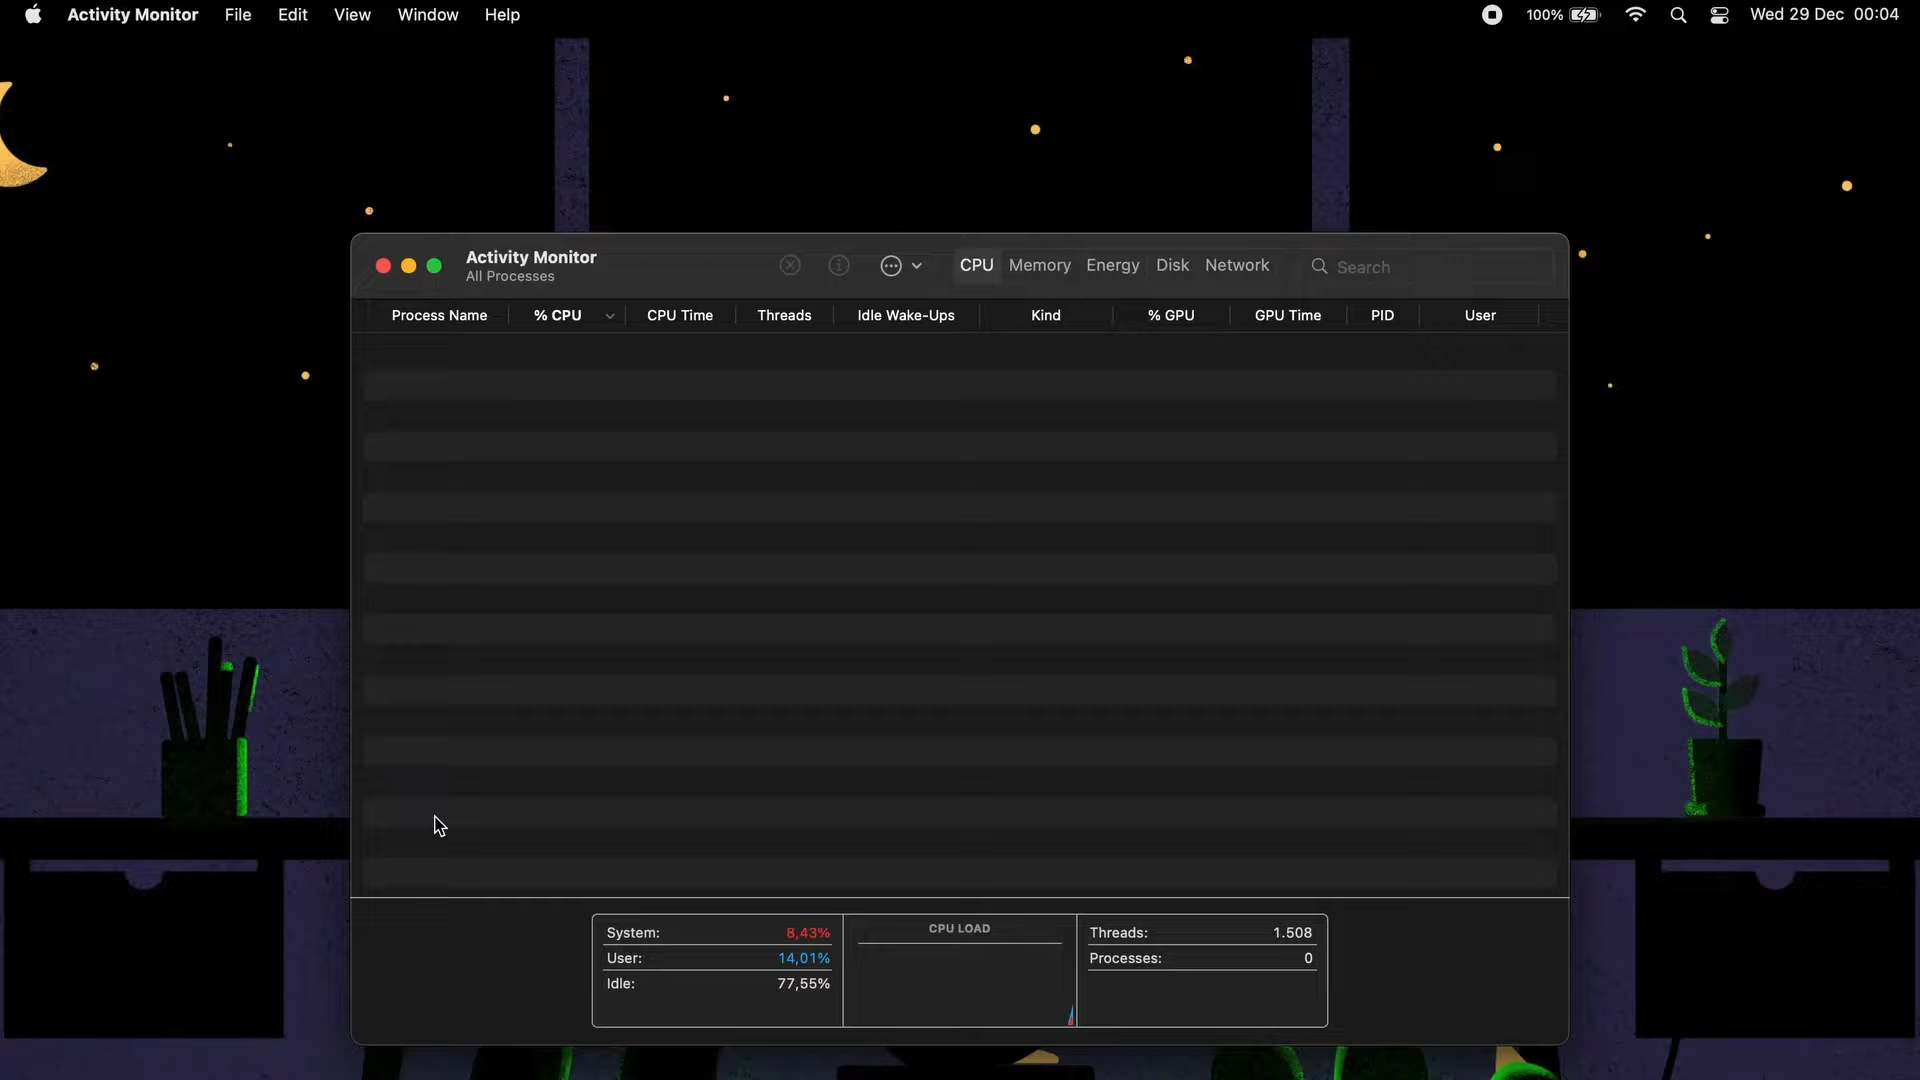 Activity Monitor File Edit View Window Help 100% Wed 29 Dec 00:04
Activity Monitor
All Processes
CPU Memory Energy Disk Network Search
Process Name % CPU CPU Time Threads Idle Wake-Ups Kind % GPU GPU Time PID User
System: 8,43%
User: 14,01%
Idle: 77,55%
CPU LOAD
Threads: 1.508
Processes: 0